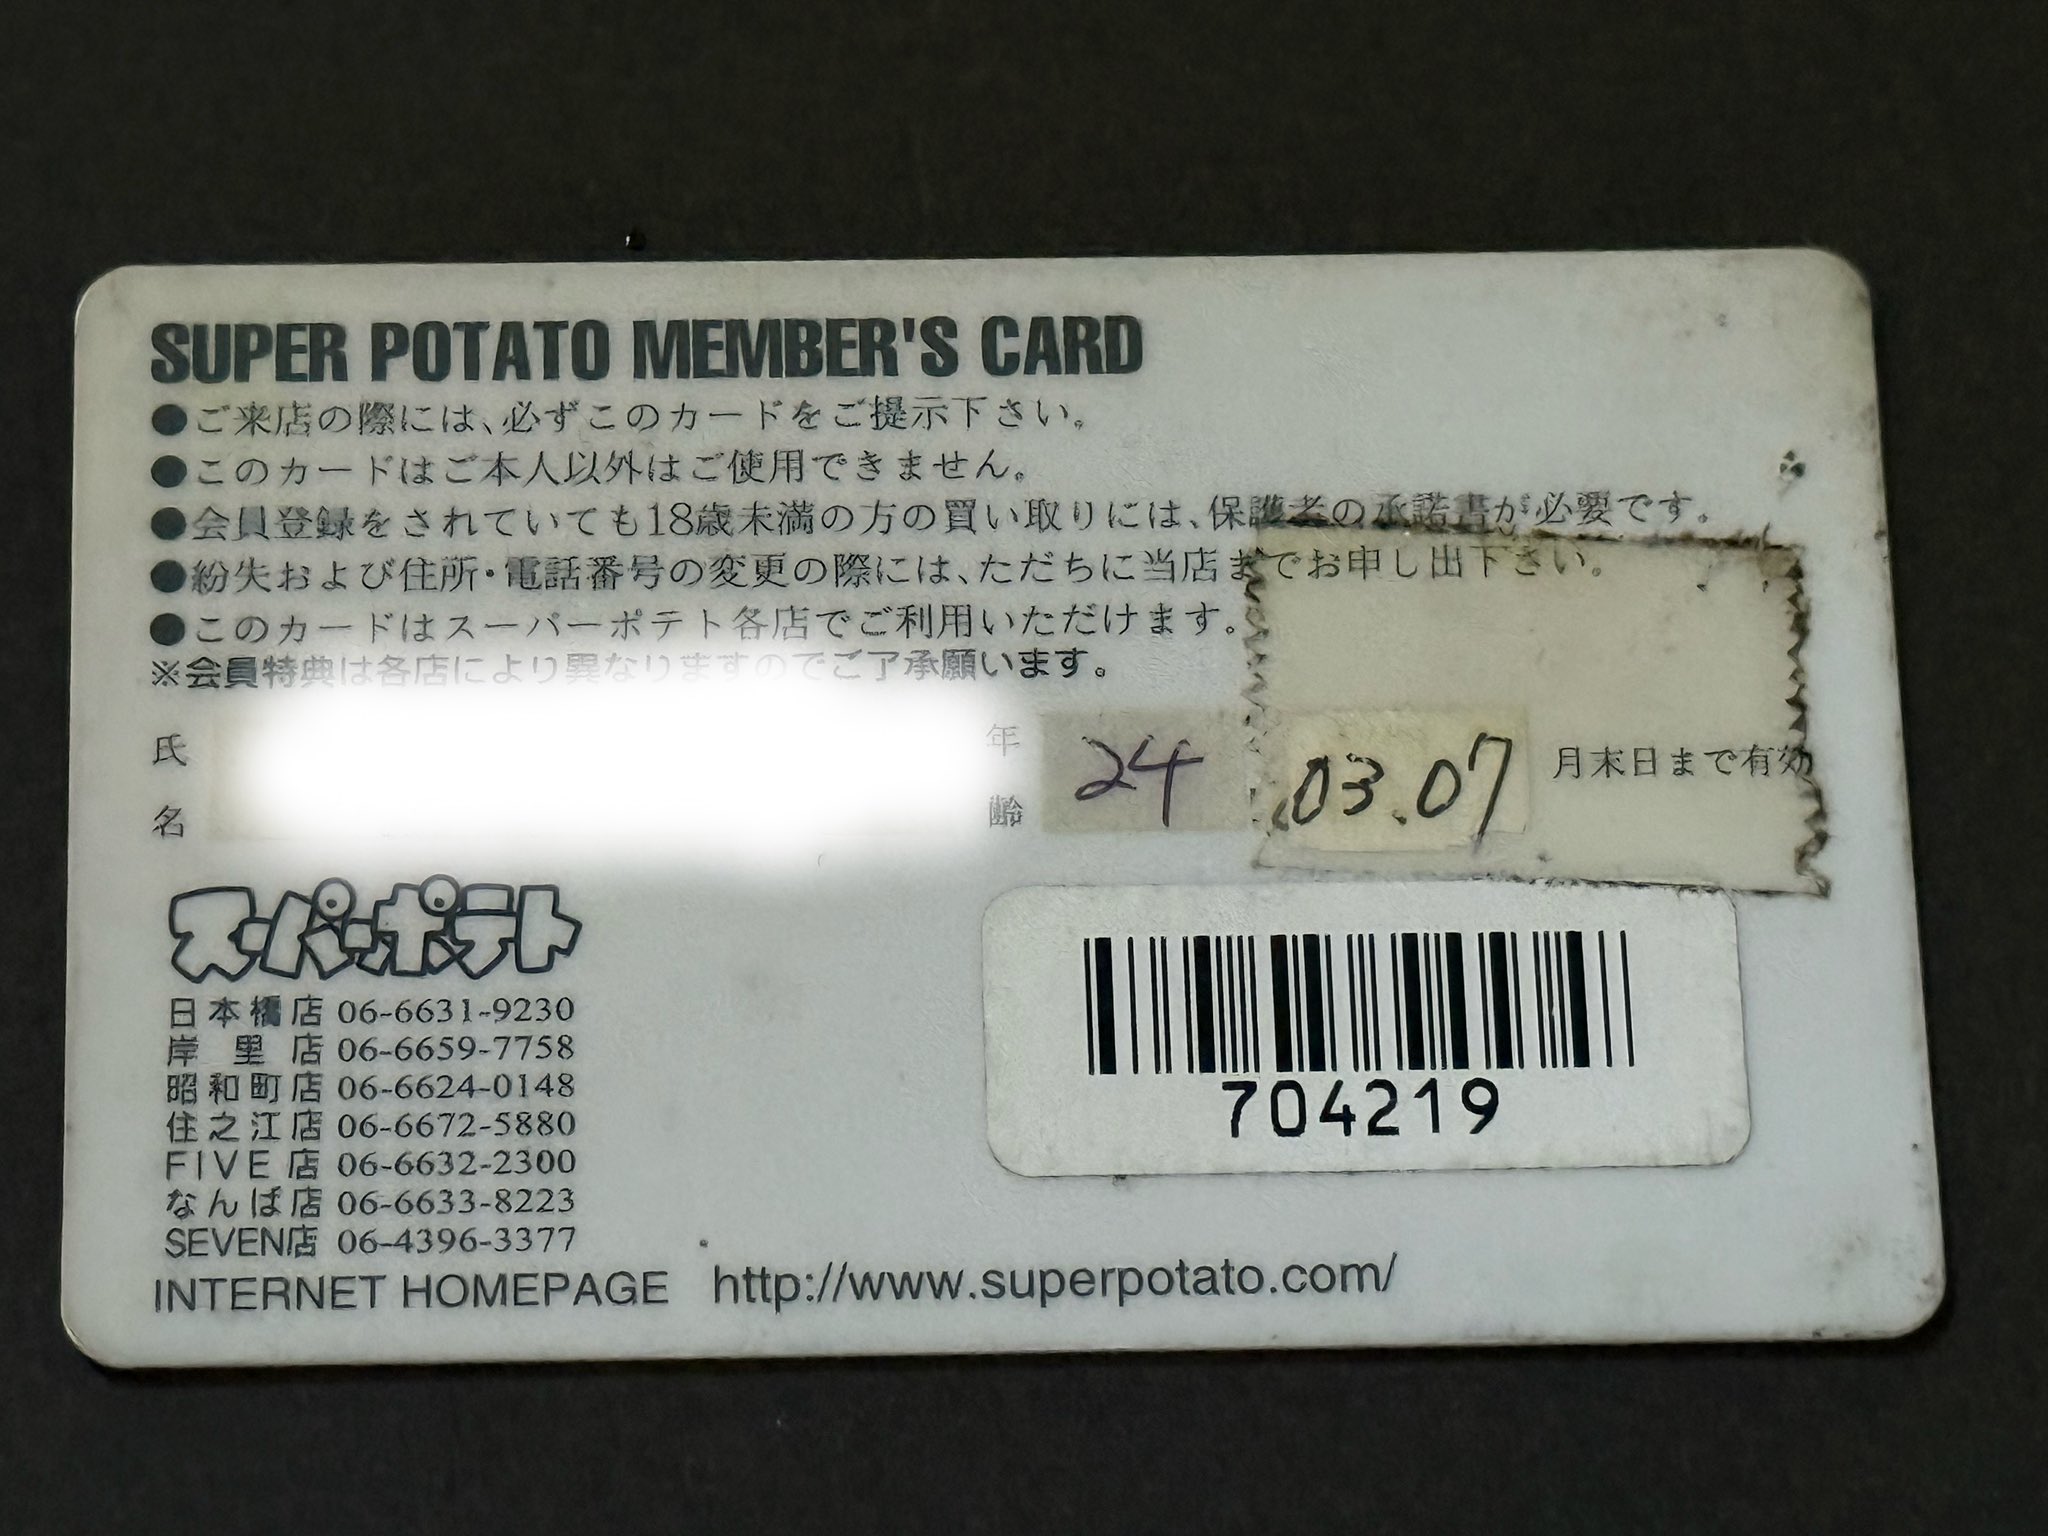 SUPER POTATO MEMBER'S CARD
●ご来店の際には、必ずこのカードをご提示下さい。
●このカードはご本人以外はご使用できません。
●会員登録をされていても18歳未満の方の買い取りには、保護者の承諾書が必要です。
●紛失および住所・電話番号の変更の際には、ただちに当店までお申し出下さい。
●このカードはスーパーポテト各店でご利用いただけます。
※会員特典は各店により異なりますのでご了承願います。
氏名
年齢 24
03.07 月末日まで有効
スーパーポテト
日本橋店 06-6631-9230
岸里店 06-6659-7758
昭和町店 06-6624-0148
住之江店 06-6672-5880
FIVE店 06-6632-2300
なんば店 06-6633-8223
SEVEN店 06-4396-3377
INTERNET HOMEPAGE http://www.superpotato.com/
704219